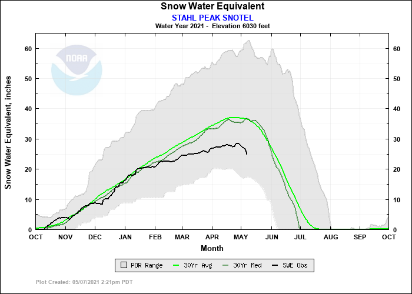 Snow Water Equivalent
STAHL PEAK SNOTEL
Water Year 2021 - Elevation 6030 feet
NOAA
Snow Water Equivalent, Inches
60
50
40
30
20
10
0
OCT NOV DEC JAN FEB MAR APR MAY JUN JUL AUG SEP OCT
Month
POR Range 30Yr Avg 30Yr Med SWE Obs
Plot Created: 05/07/2021 2:21pm PDT